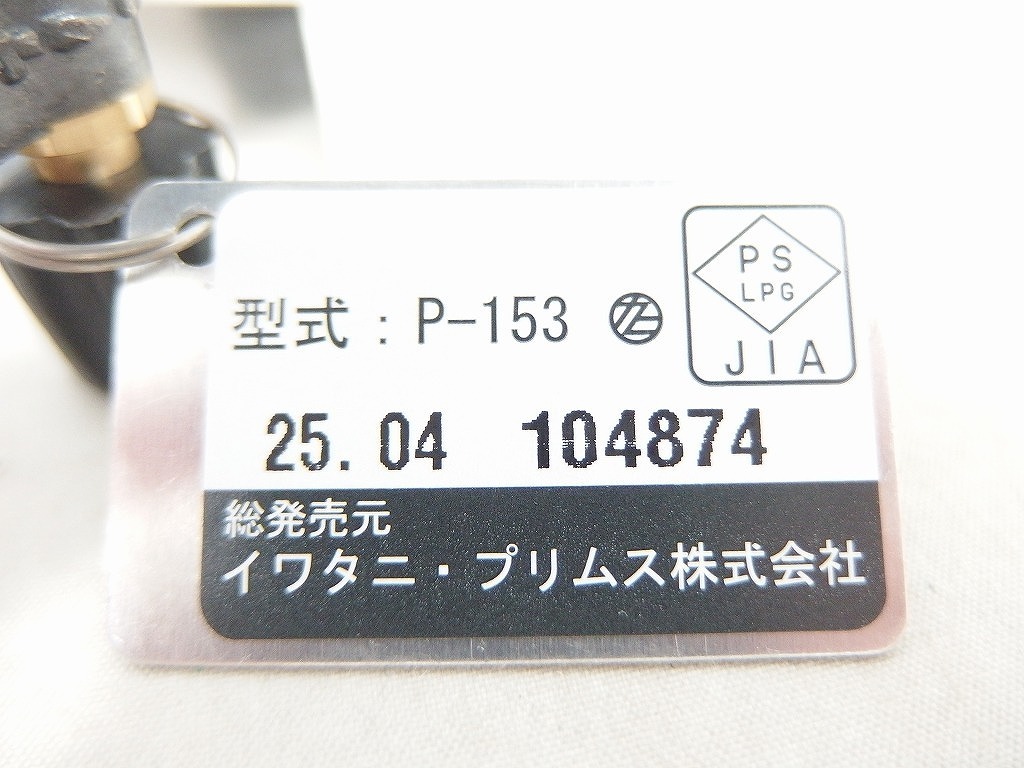 PS
LPG
JIA
型式:P-153
25.04 104874
総発売元
イワタニ・プリムス株式会社